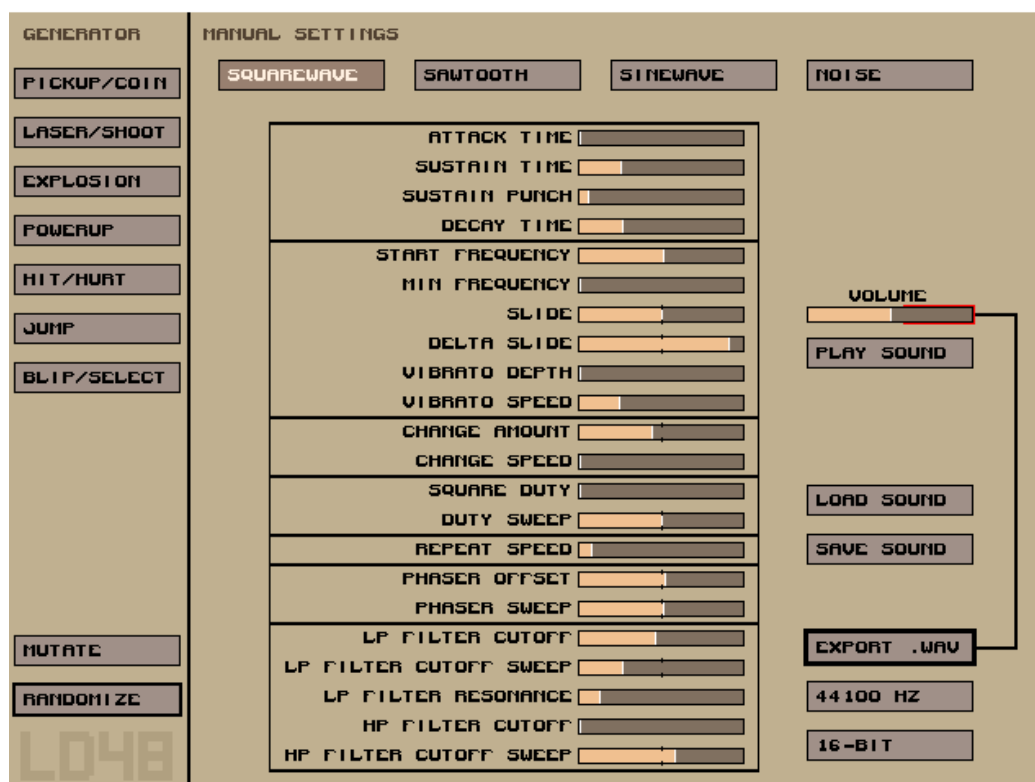 GENERATOR
PICKUP/COIN
LASER/SHOOT
EXPLOSION
POWERUP
HIT/HURT
JUMP
BLIP/SELECT
MUTATE
RANDOMIZE
LD48
MANUAL SETTINGS
SQUAREWAVE SAWTOOTH SINEWAVE NOISE
ATTACK TIME
SUSTAIN TIME
SUSTAIN PUNCH
DECAY TIME
START FREQUENCY
MIN FREQUENCY
SLIDE
DELTA SLIDE
VIBRATO DEPTH
VIBRATO SPEED
CHANGE AMOUNT
CHANGE SPEED
SQUARE DUTY
DUTY SWEEP
REPEAT SPEED
PHASER OFFSET
PHASER SWEEP
LP FILTER CUTOFF
LP FILTER CUTOFF SWEEP
LP FILTER RESONANCE
HP FILTER CUTOFF
HP FILTER CUTOFF SWEEP
VOLUME
PLAY SOUND
LOAD SOUND
SAVE SOUND
EXPORT .WAV
44100 HZ
16-BIT